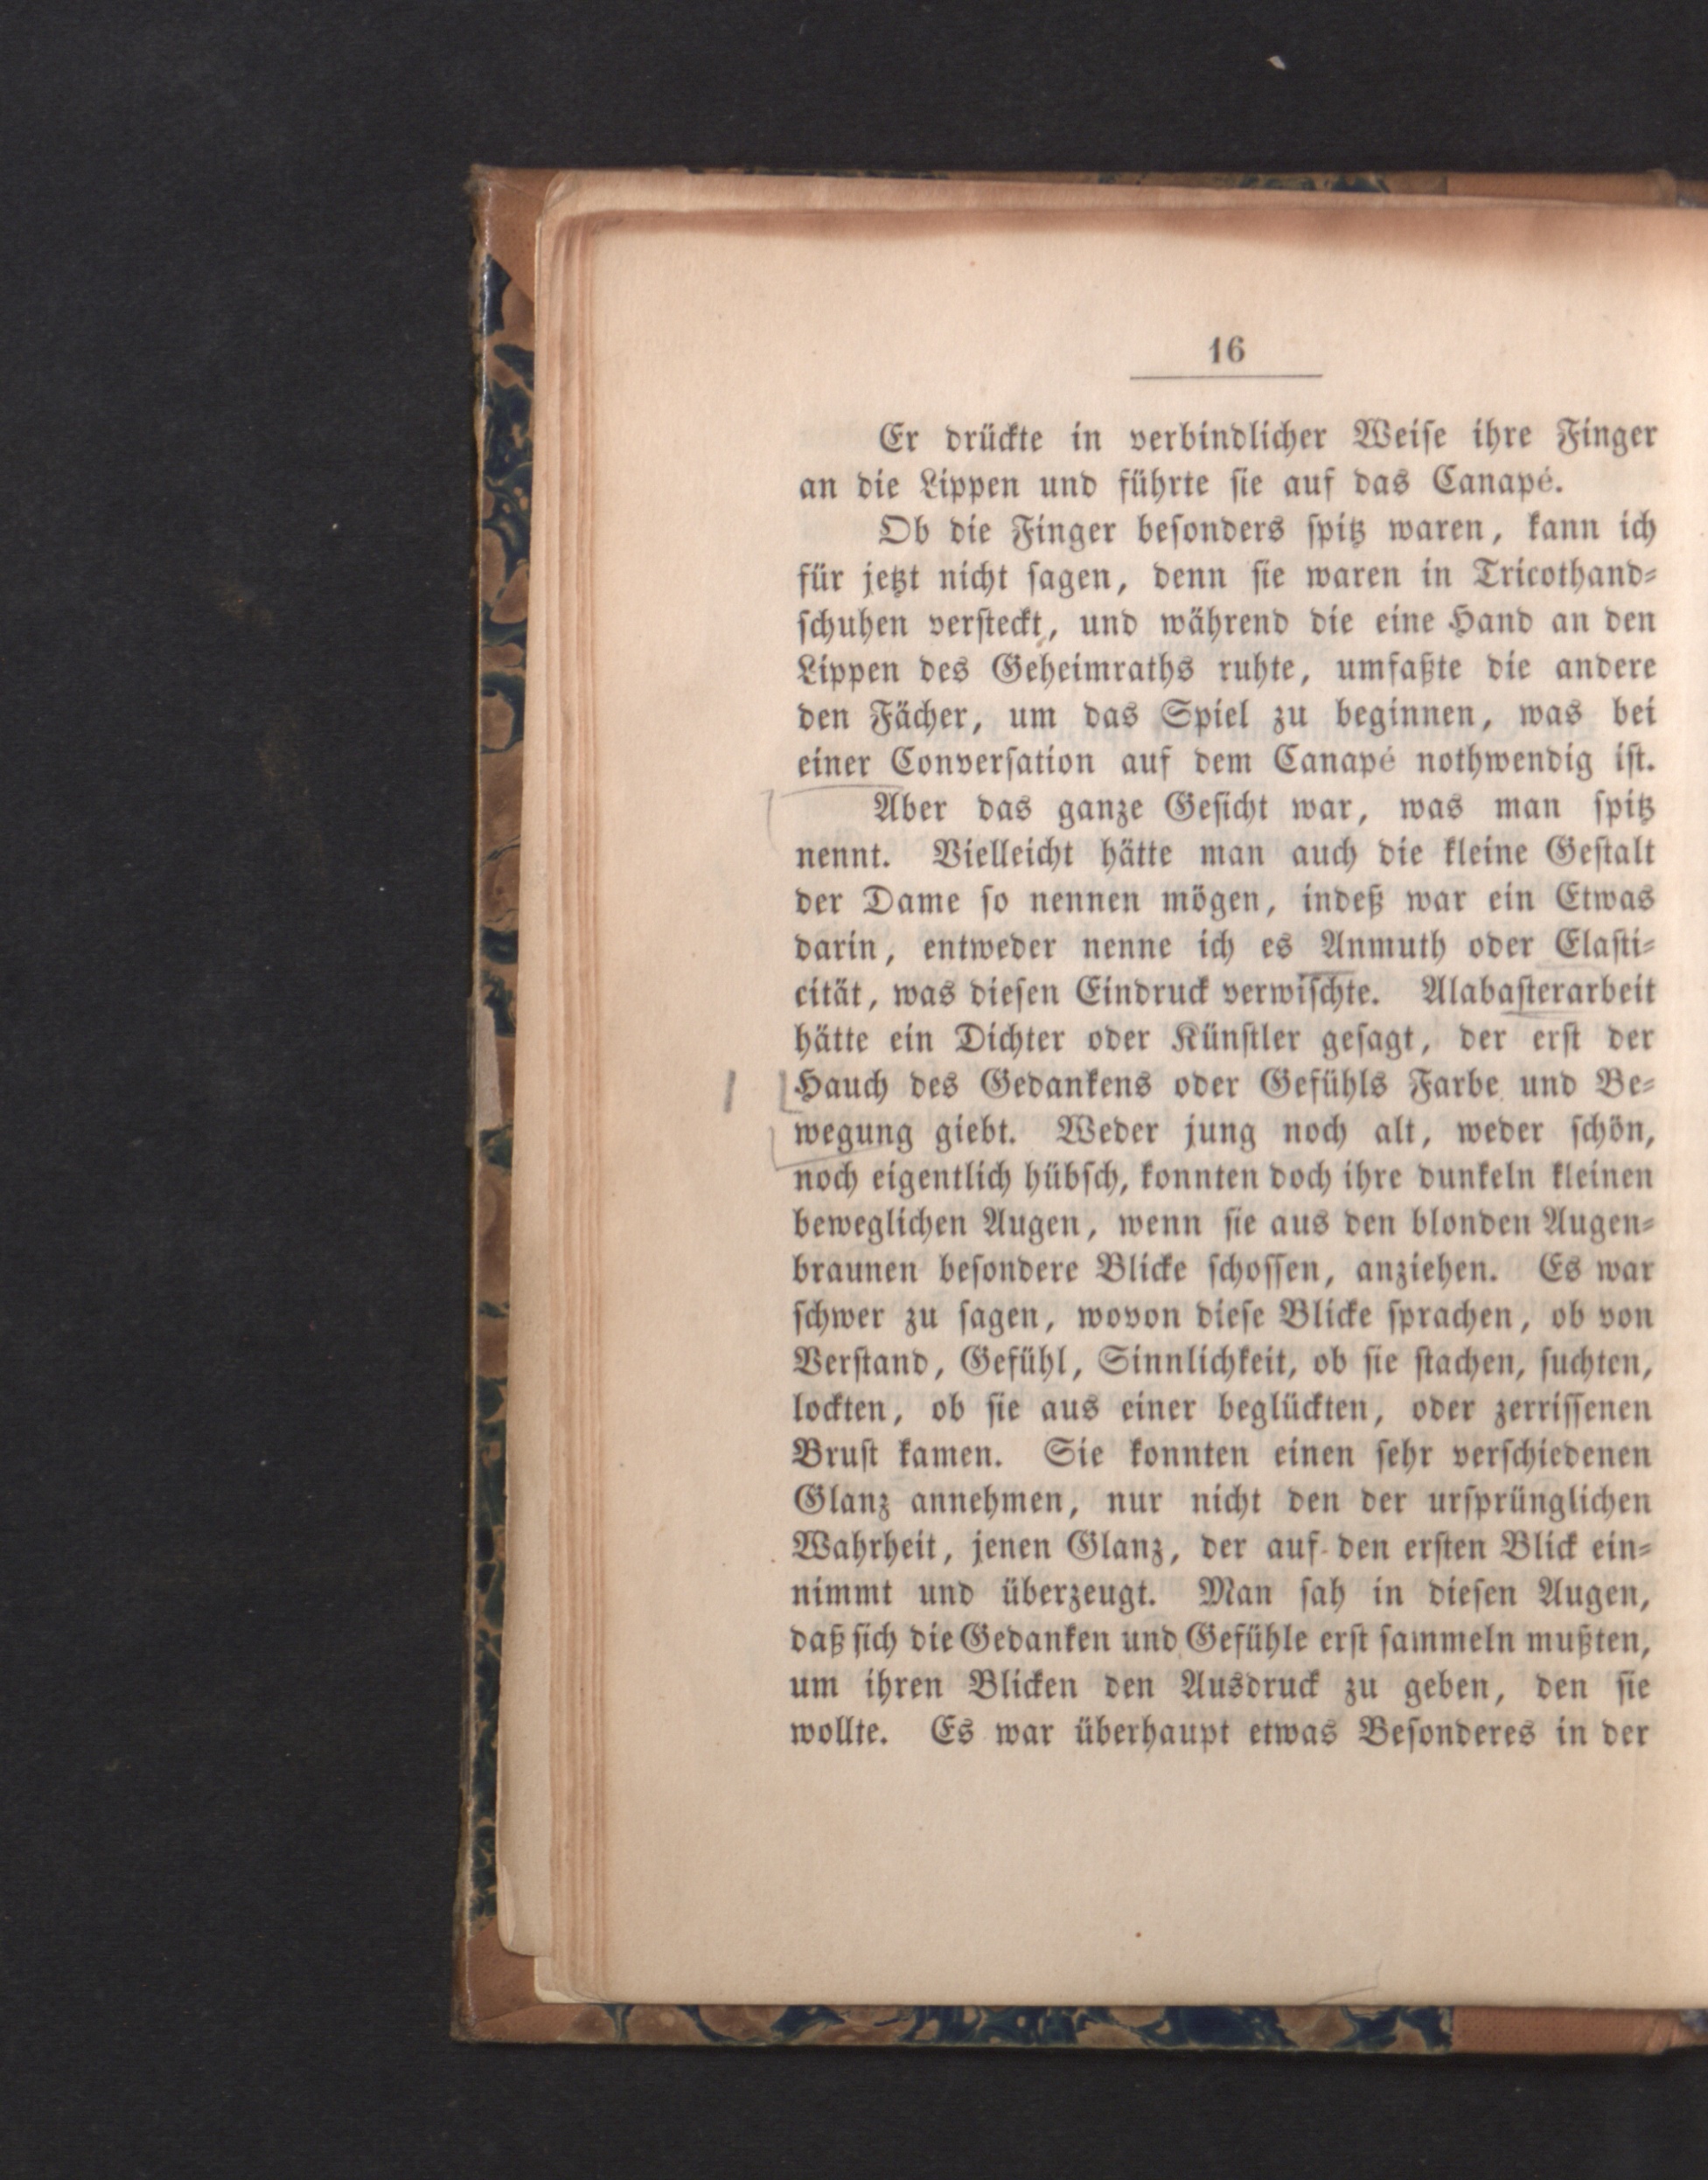 16
Er drückte in verbindlicher Weiſe ihre Finger
an die Lippen und führte ſie auf das Canapé.
Ob die Finger beſonders ſpitz waren, kann ich
für jetzt nicht ſagen, denn ſie waren in Tricothand-
ſchuhen verſteckt, und während die eine Hand an den
Lippen des Geheimraths ruhte, umfaßte die andere
den Fächer, um das Spiel zu beginnen, was bei
einer Converſation auf dem Canapé nothwendig iſt.
Aber das ganze Geſicht war, was man ſpitz
nennt. Vielleicht hätte man auch die kleine Geſtalt
der Dame ſo nennen mögen, indeß war ein Etwas
darin, entweder nenne ich es Anmuth oder Elaſti-
cität, was dieſen Eindruck verwiſchte. Alabaſterarbeit
hätte ein Dichter oder Künſtler geſagt, der erſt der
Hauch des Gedankens oder Gefühls Farbe und Be-
wegung giebt. Weder jung noch alt, weder ſchön,
noch eigentlich hübſch, konnten doch ihre dunkeln kleinen
beweglichen Augen, wenn ſie aus den blonden Augen-
braunen beſondere Blicke ſchoſſen, anziehen. Es war
ſchwer zu ſagen, wovon dieſe Blicke ſprachen, ob von
Verſtand, Gefühl, Sinnlichkeit, ob ſie ſtachen, ſuchten,
lockten, ob ſie aus einer beglückten, oder zerriſſenen
Bruſt kamen. Sie konnten einen ſehr verſchiedenen
Glanz annehmen, nur nicht den der urſprünglichen
Wahrheit, jenen Glanz, der auf den erſten Blick ein-
nimmt und überzeugt. Man ſah in dieſen Augen,
daß ſich die Gedanken und Gefühle erſt ſammeln mußten,
um ihren Blicken den Ausdruck zu geben, den ſie
wollte. Es war überhaupt etwas Beſonderes in der